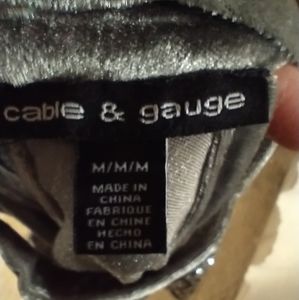 cable & gauge
M/M/M
MADE IN
CHINA
FABRIQUE
EN CHINE
HECHO
EN CHINA